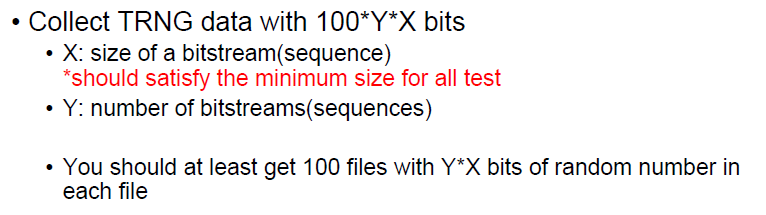 • Collect TRNG data with 100*Y*X bits
• X: size of a bitstream(sequence)
*should satisfy the minimum size for all test
• Y: number of bitstreams(sequences)
• You should at least get 100 files with Y*X bits of random number in
each file